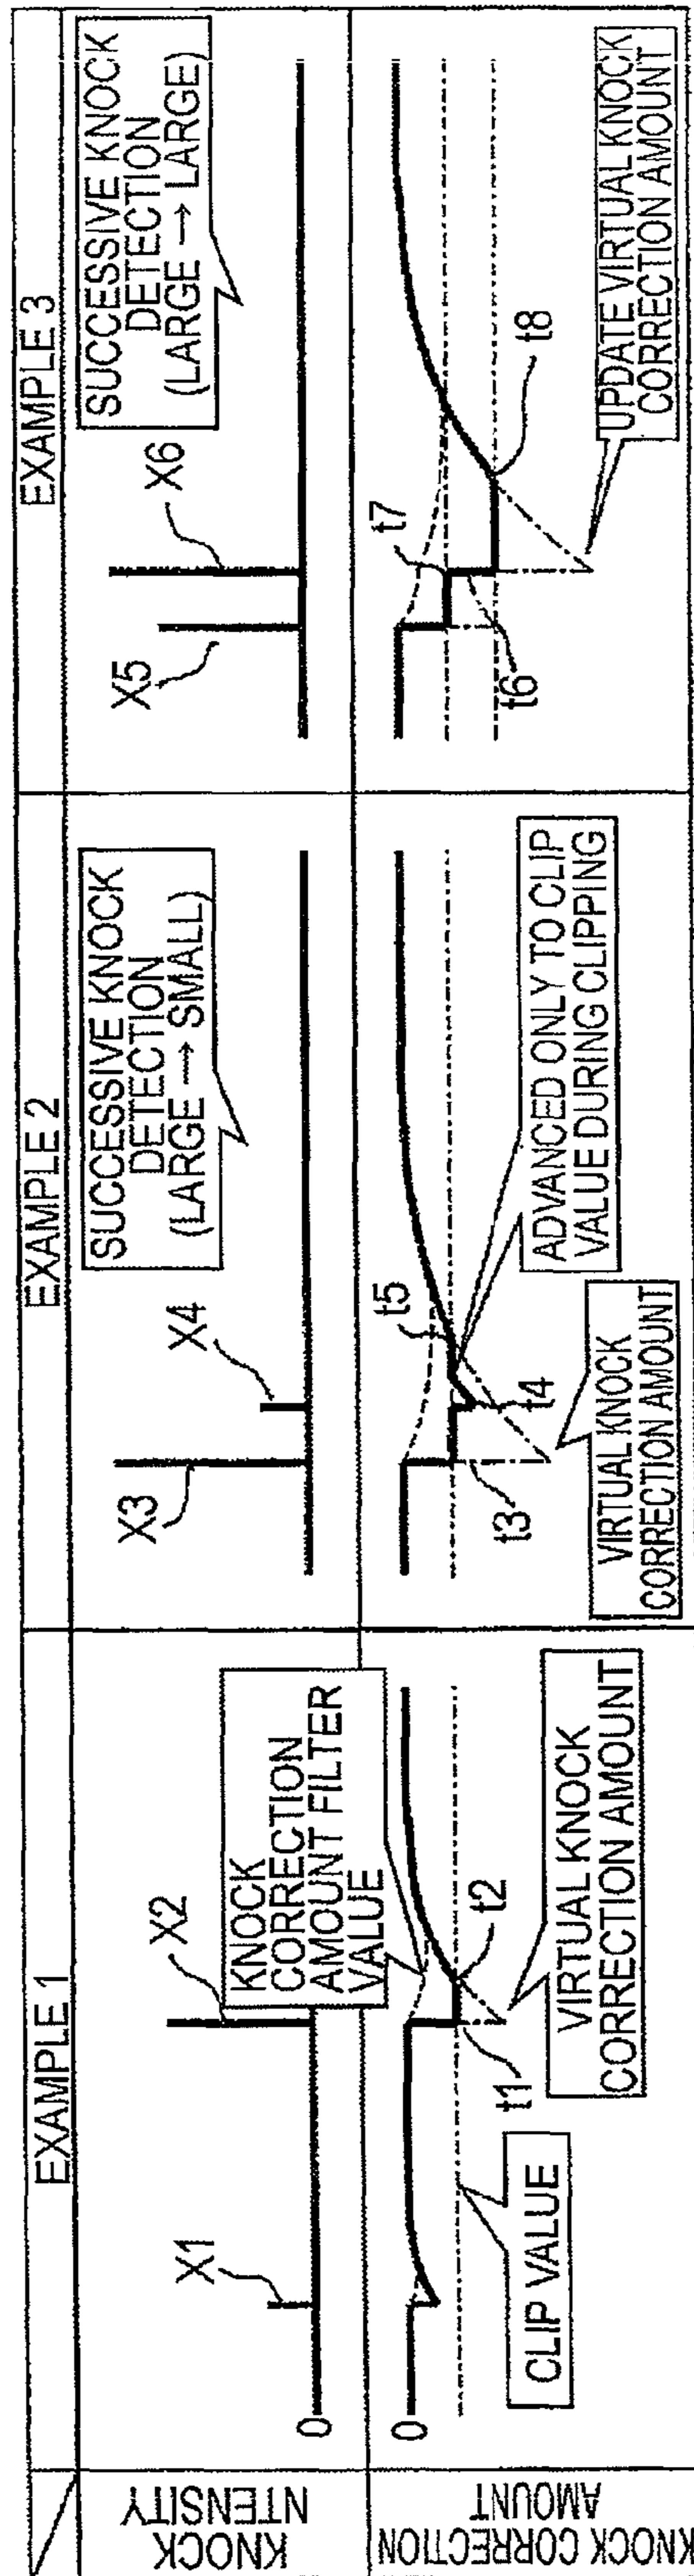 EXAMPLE 1
EXAMPLE 2
EXAMPLE 3
KNOCK
NTENSITY
0
X1
X2
KNOCK
CORRECTION
AMOUNT FILTER
VALUE
X3
X4
SUCCESSIVE KNOCK
DETECTION
(LARGE → SMALL)
X5
X6
SUCCESSIVE KNOCK
DETECTION
(LARGE → LARGE)
KNOCK CORRECTION
AMOUNT
0
CLIP VALUE
t1
t2
VIRTUAL KNOCK
CORRECTION AMOUNT
t3
t4
t5
VIRTUAL KNOCK
CORRECTION AMOUNT
ADVANCED ONLY TO CLIP
VALUE DURING CLIPPING
t6
t7
t8
UPDATE VIRTUAL KNOCK
CORRECTION AMOUNT